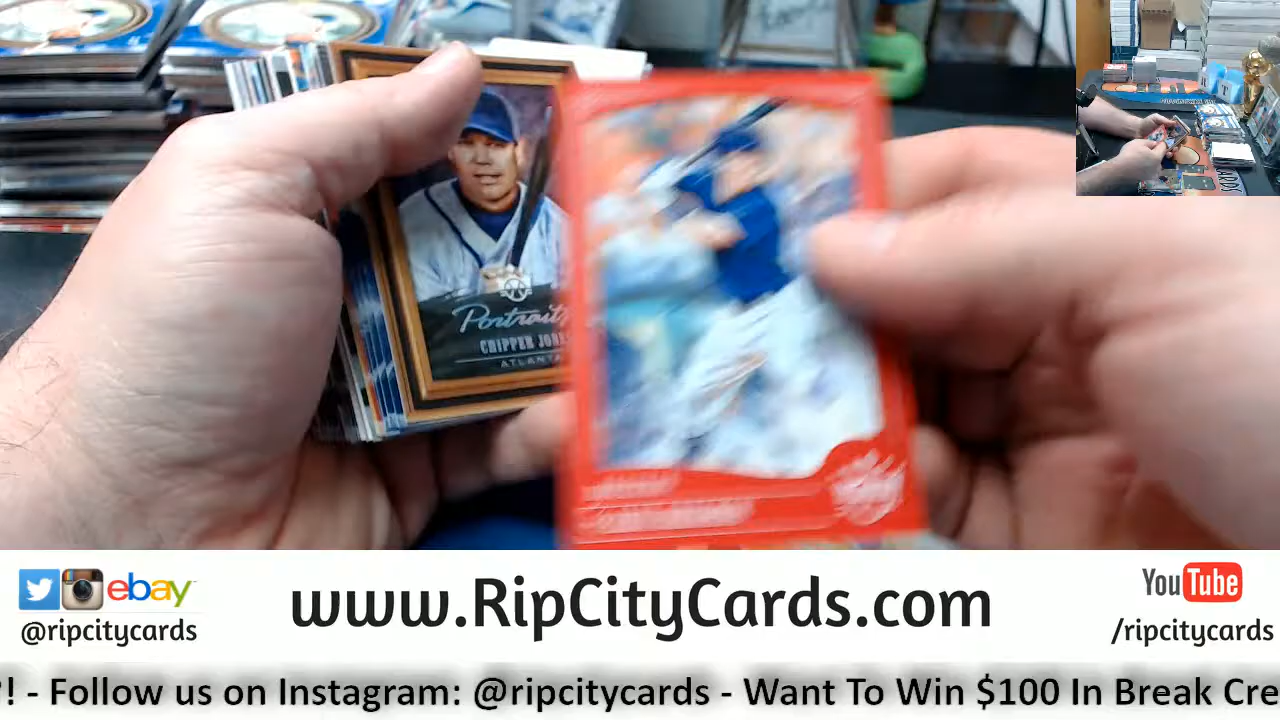 Portraits
CHIPPER JONES
ATLANTA
CARDS
ebay
@ripcitycards
www.RipCityCards.com
YouTube
/ripcitycards
?! - Follow us on Instagram: @ripcitycards - Want To Win $100 In Break Cre